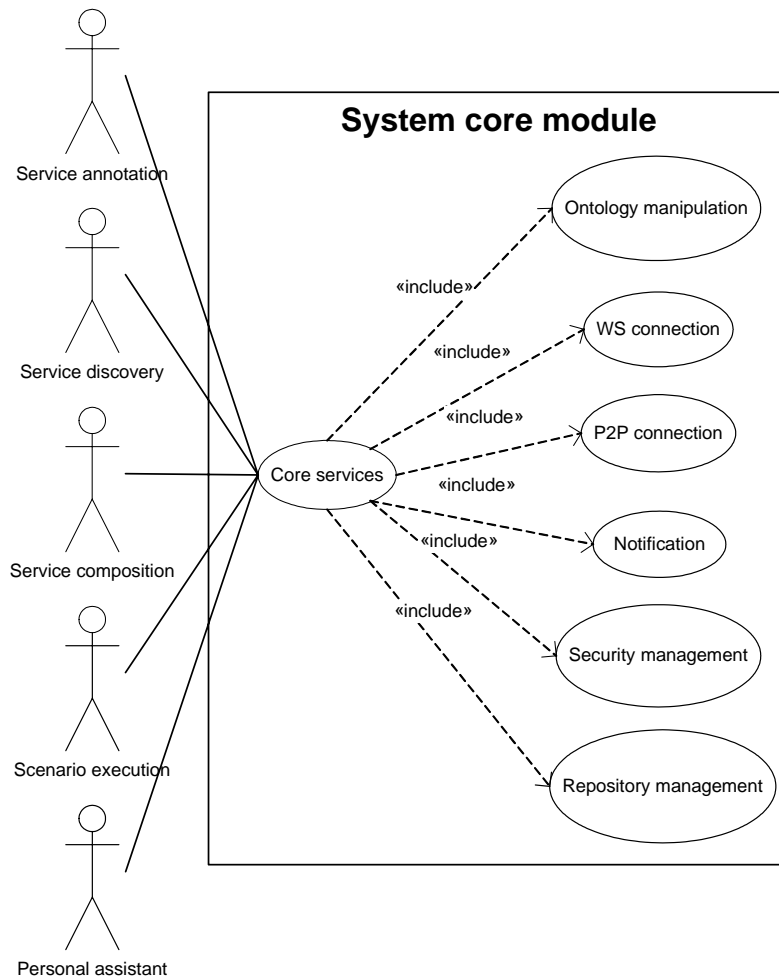 System core module
Service annotation
Service discovery
Service composition
Scenario execution
Personal assistant
Core services
«include»
«include»
«include»
«include»
«include»
«include»
Ontology manipulation
WS connection
P2P connection
Notification
Security management
Repository management